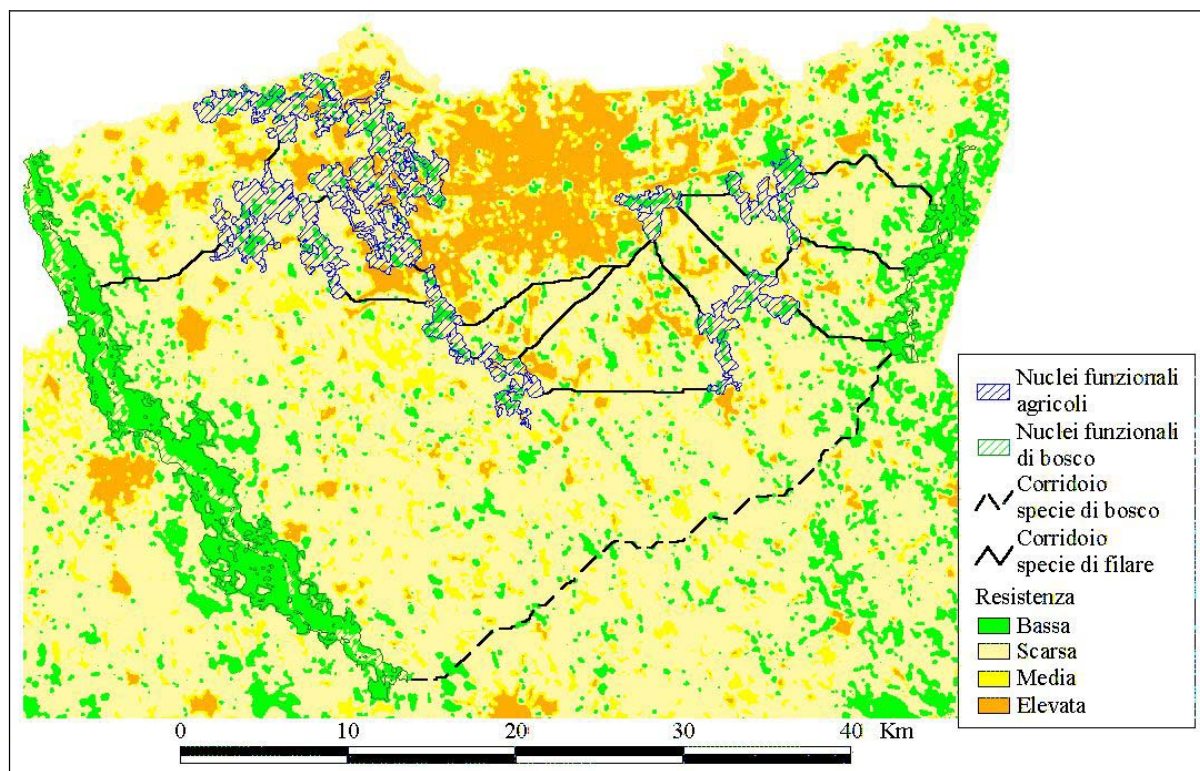 Nuclei funzionali
agricoli
Nuclei funzionali
di bosco
Corridoio
specie di bosco
Corridoio
specie di filare
Resistenza
Bassa
Scarsa
Media
Elevata
0 10 20 30 40 Km